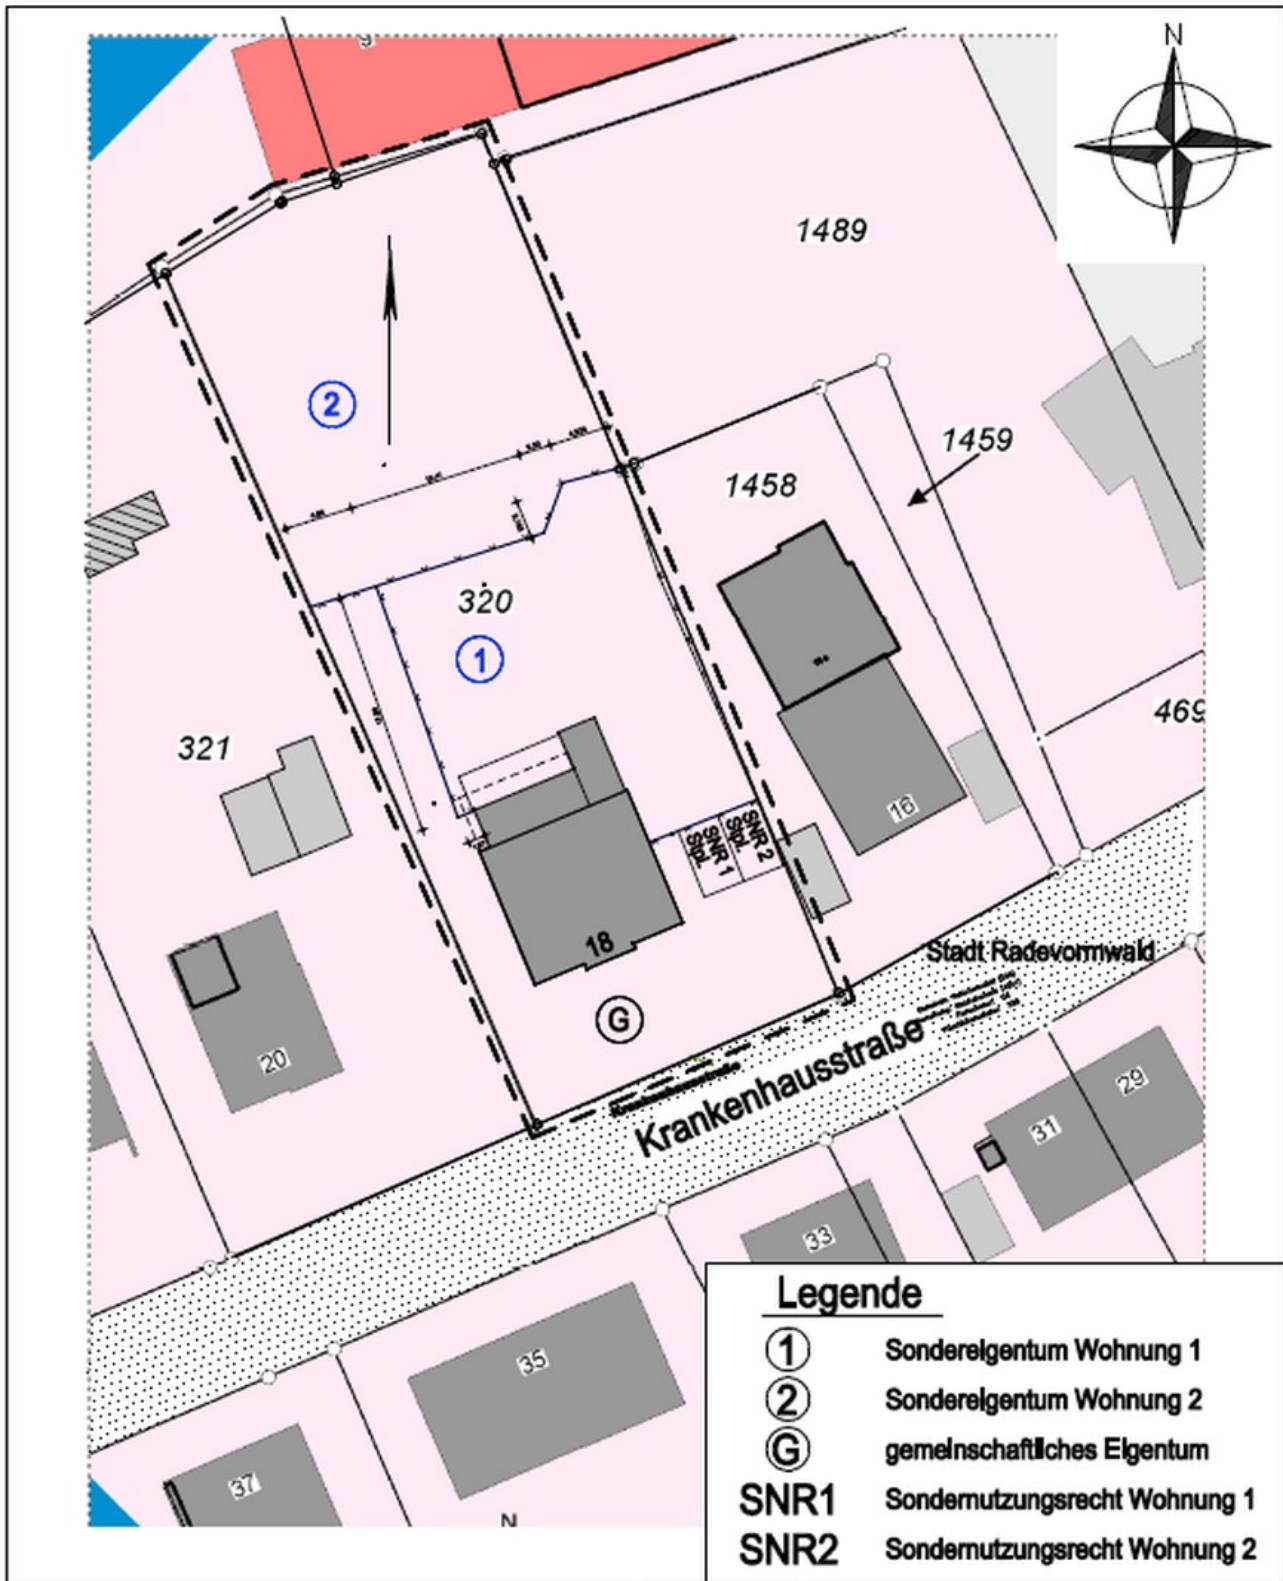 9
N
1489
2
1459
1458
320
1
321
469
16
SNR 1
Stpl.
SNR 2
Stpl.
18
G
20
Stadt Radevormwald
Krankenhausstraße
Krankenhausstraße
29
31
33
35
37
N
Legende
1 Sondereigentum Wohnung 1
2 Sondereigentum Wohnung 2
G gemeinschaftliches Eigentum
SNR1 Sondernutzungsrecht Wohnung 1
SNR2 Sondernutzungsrecht Wohnung 2